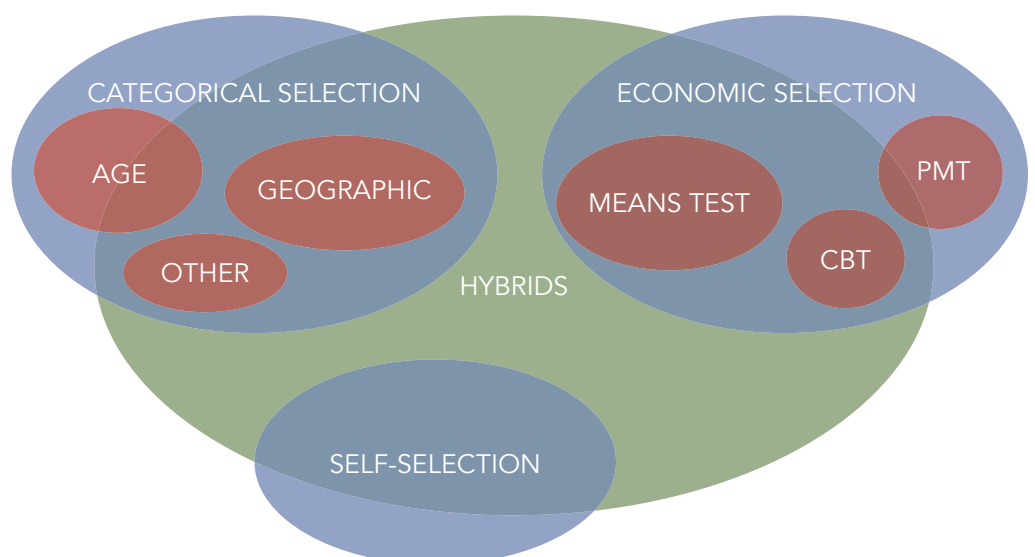 CATEGORICAL SELECTION
AGE
GEOGRAPHIC
OTHER
ECONOMIC SELECTION
MEANS TEST
PMT
CBT
HYBRIDS
SELF-SELECTION